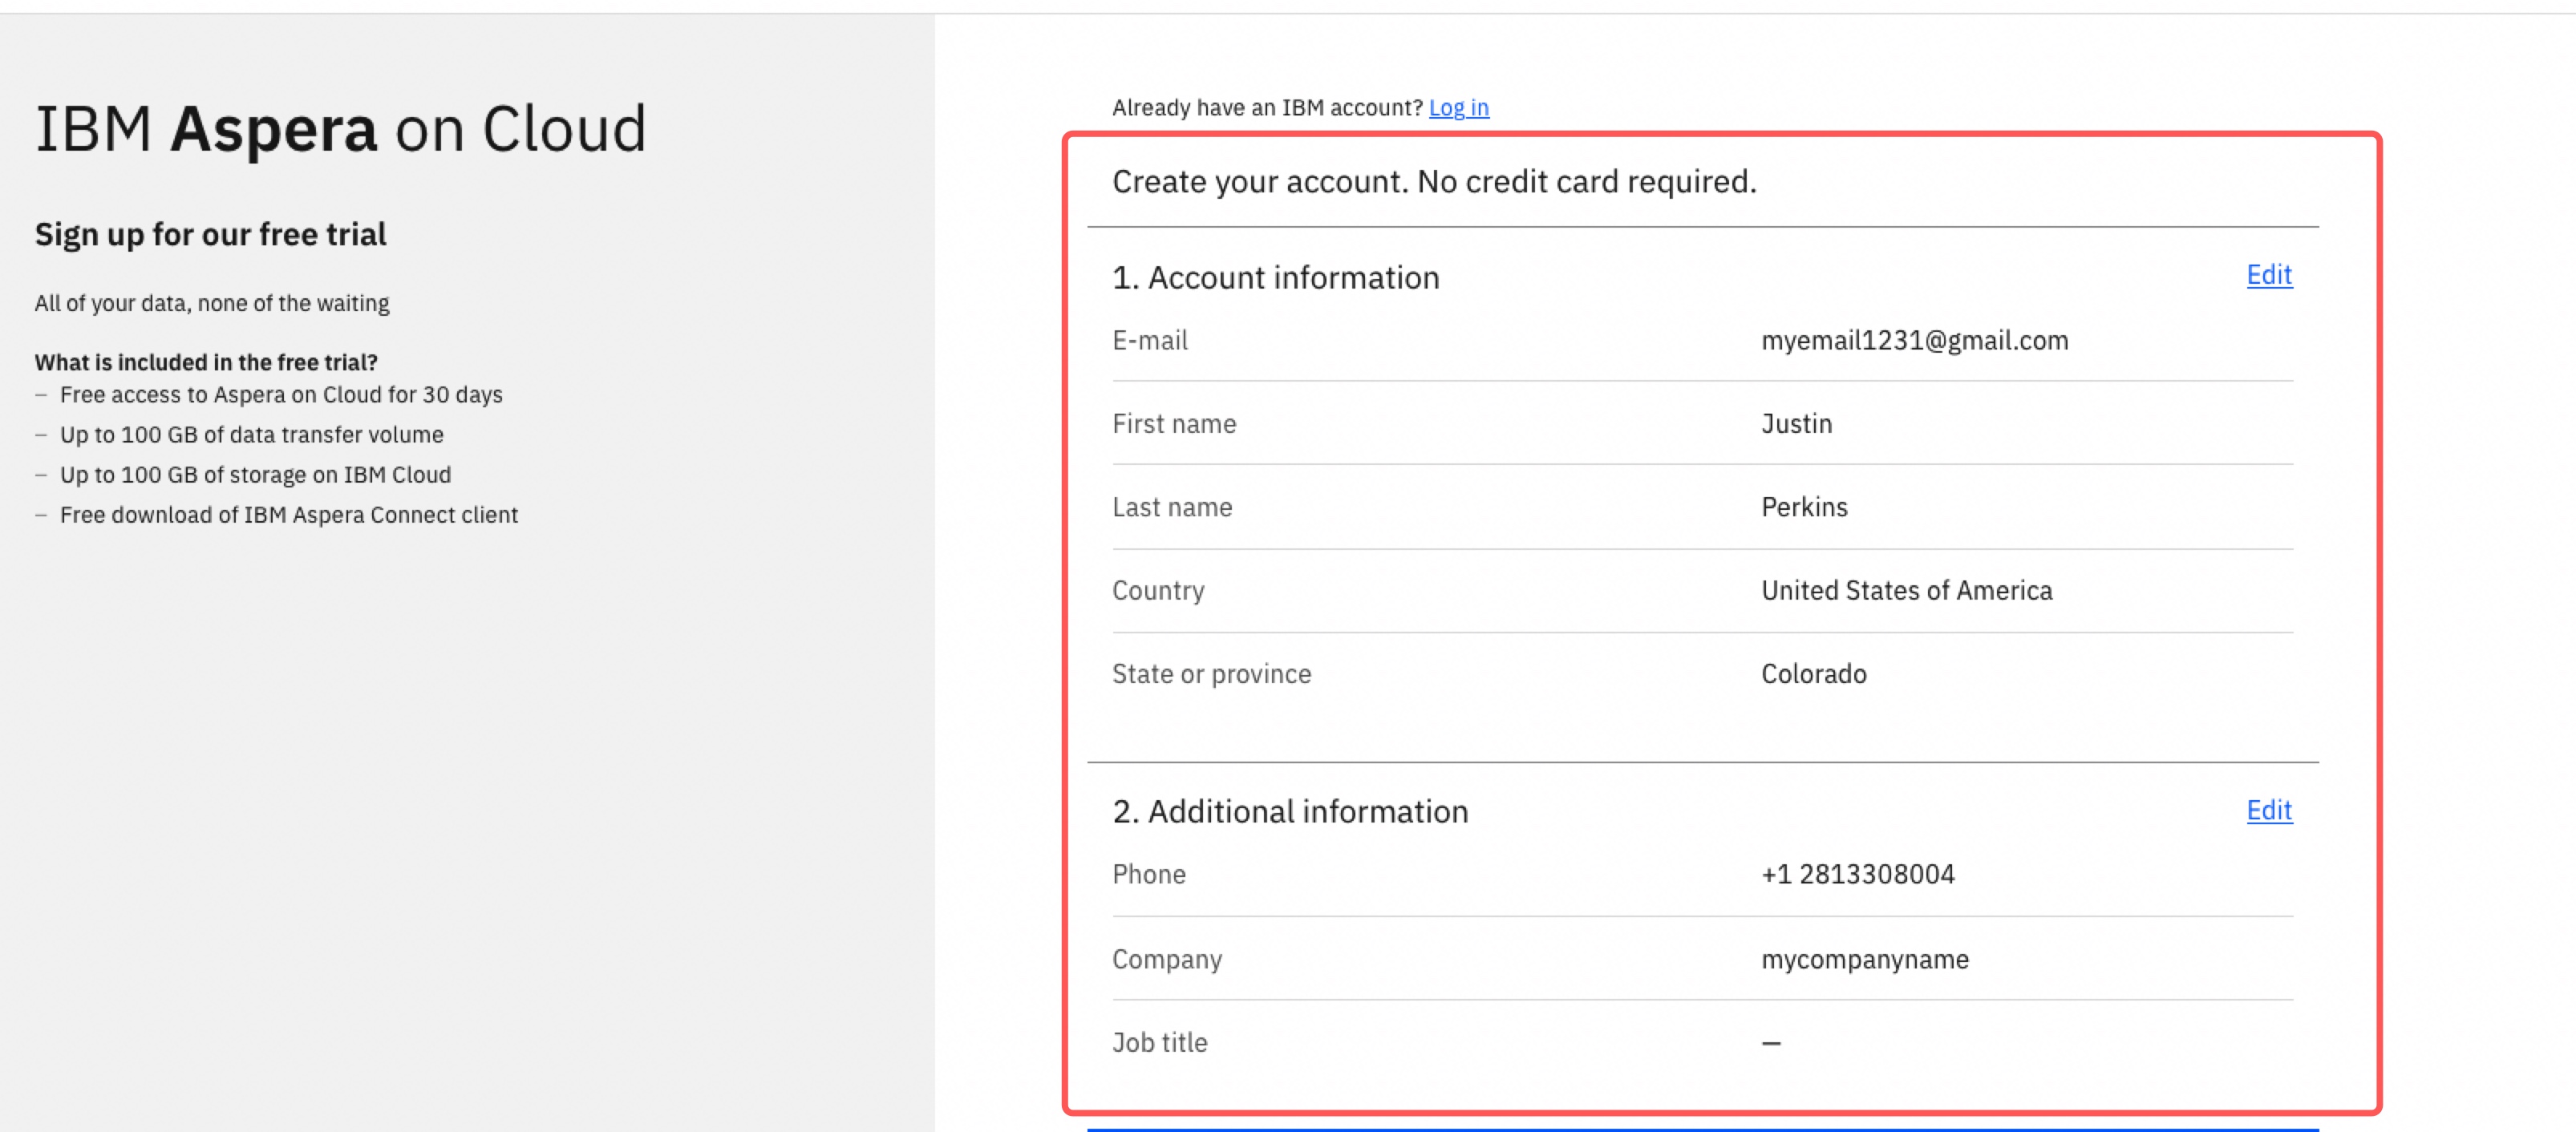 IBM Aspera on Cloud
Sign up for our free trial
All of your data, none of the waiting
What is included in the free trial?
– Free access to Aspera on Cloud for 30 days
– Up to 100 GB of data transfer volume
– Up to 100 GB of storage on IBM Cloud
– Free download of IBM Aspera Connect client
Already have an IBM account? Log in
Create your account. No credit card required.
1. Account information Edit
E-mail myemail1231@gmail.com
First name Justin
Last name Perkins
Country United States of America
State or province Colorado
2. Additional information Edit
Phone +1 2813308004
Company mycompanyname
Job title —